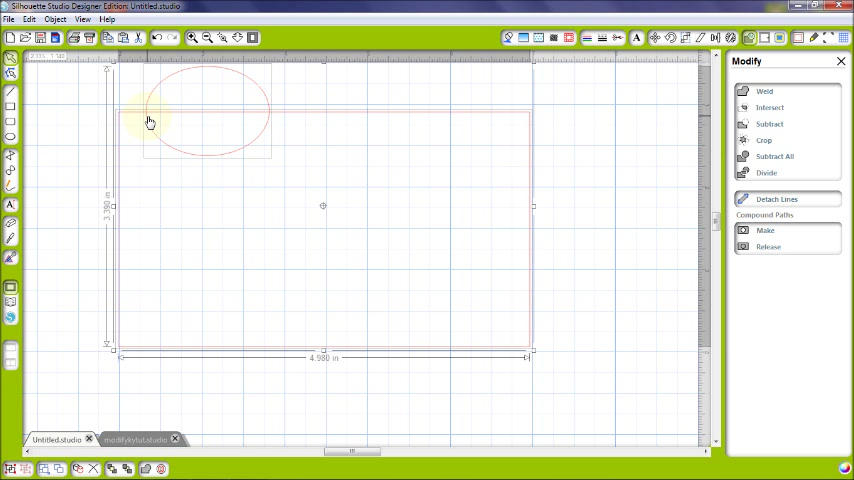 Silhouette Studio Designer Edition: Untitled.studio
File Edit Object View Help
Modify
Weld
Intersect
Subtract
Crop
Subtract All
Divide
Detach Lines
Compound Paths
Make
Release
3.390 in
4.980 in
Untitled.studio
modifykytut.studio